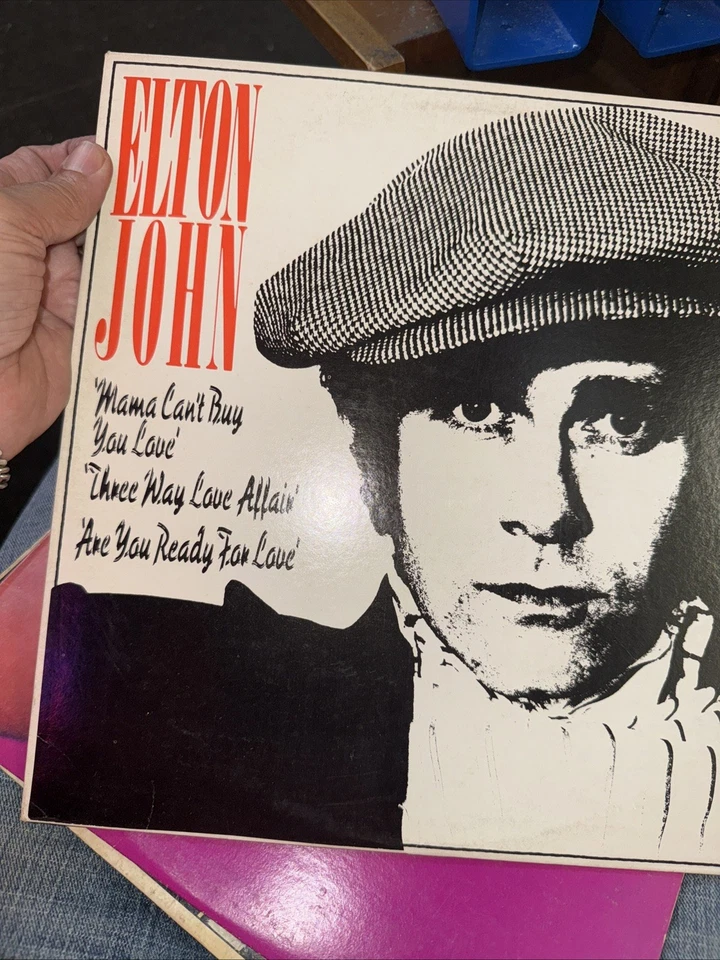 ELTON
JOHN
'Mama Can't Buy
You Love'
'Three Way Love Affair'
'Are You Ready For Love'